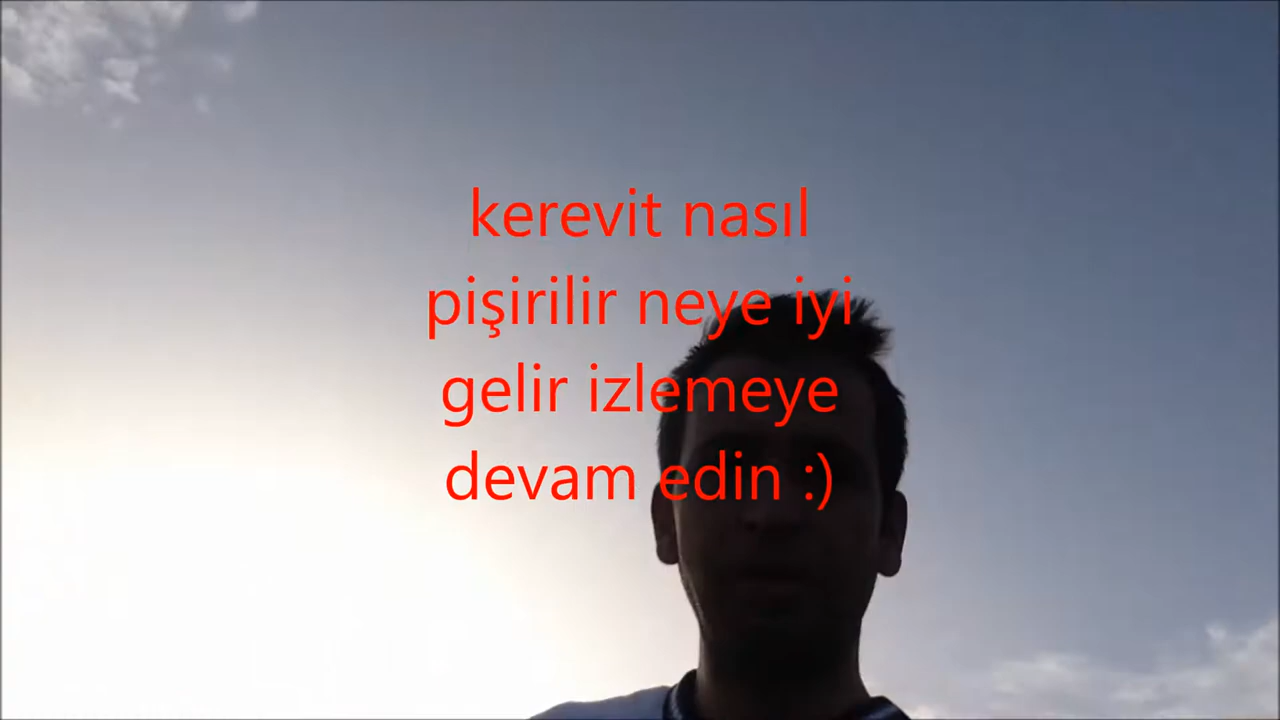 kerevit nasıl
pişirilir neye iyi
gelir izlemeye
devam edin :)